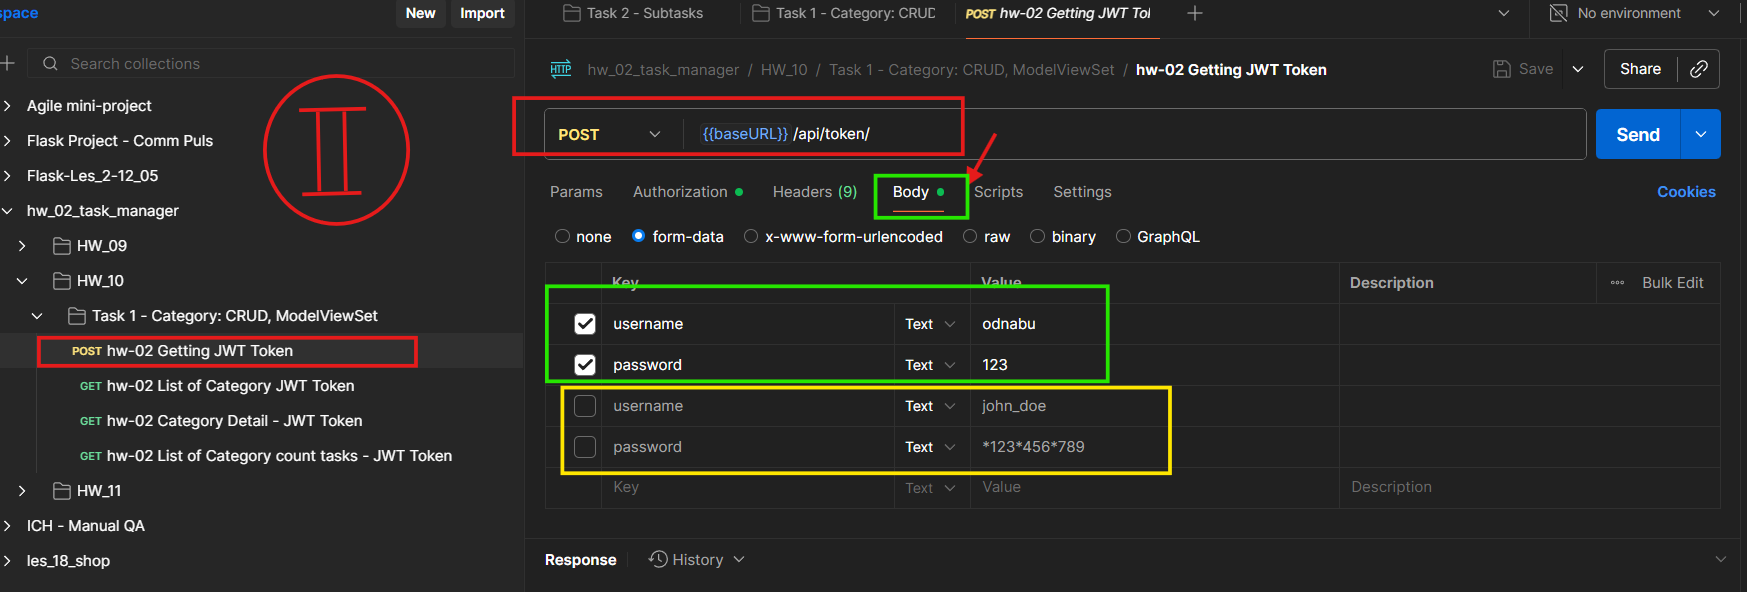 space
New
Import
Task 2 - Subtasks
Task 1 - Category: CRUD
POST hw-02 Getting JWT Tol
No environment
Search collections
HTTP
hw_02_task_manager / HW_10 / Task 1 - Category: CRUD, ModelViewSet / hw-02 Getting JWT Token
Save
Share
Agile mini-project
Flask Project - Comm Puls
Flask-Les_2-12_05
hw_02_task_manager
HW_09
HW_10
Task 1 - Category: CRUD, ModelViewSet
POST hw-02 Getting JWT Token
GET hw-02 List of Category JWT Token
GET hw-02 Category Detail - JWT Token
GET hw-02 List of Category count tasks - JWT Token
HW_11
ICH - Manual QA
les_18_shop
II
POST
{{baseURL}} /api/token/
Send
Params
Authorization
Headers (9)
Body
Scripts
Settings
Cookies
none
form-data
x-www-form-urlencoded
raw
binary
GraphQL
Key
Value
Description
Bulk Edit
username Text odnabu
password Text 123
username Text john_doe
password Text *123*456*789
Key Text Value Description
Response
History